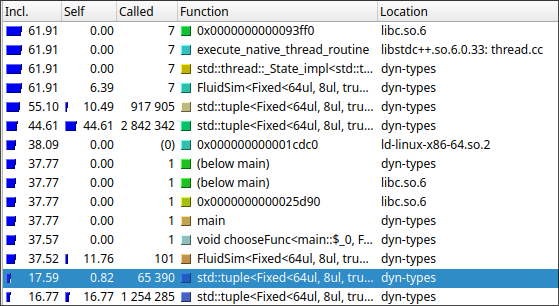 Incl. Self Called Function Location
61.91 0.00 7 0x0000000000093ff0 libc.so.6
61.91 0.00 7 execute_native_thread_routine libstdc++.so.6.0.33: thread.cc
61.91 0.00 7 std::thread::_State_impl<std::t... dyn-types
61.91 6.39 7 FluidSim<Fixed<64ul, 8ul, tru... dyn-types
55.10 10.49 917 905 std::tuple<Fixed<64ul, 8ul, tru... dyn-types
44.61 44.61 2 842 342 std::tuple<Fixed<64ul, 8ul, tru... dyn-types
38.09 0.00 (0) 0x000000000001cdc0 ld-linux-x86-64.so.2
37.77 0.00 1 (below main) dyn-types
37.77 0.00 1 (below main) libc.so.6
37.77 0.00 1 0x0000000000025d90 libc.so.6
37.77 0.00 1 main dyn-types
37.57 0.00 1 void chooseFunc<main::$_0, F... dyn-types
37.52 11.76 101 FluidSim<Fixed<64ul, 8ul, tru... dyn-types
17.59 0.82 65 390 std::tuple<Fixed<64ul, 8ul, tru... dyn-types
16.77 16.77 1 254 285 std::tuple<Fixed<64ul, 8ul, tru... dyn-types